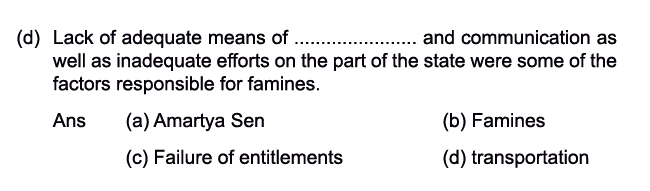 (d) Lack of adequate means of ........................ and communication as
well as inadequate efforts on the part of the state were some of the
factors responsible for famines.
Ans (a) Amartya Sen (b) Famines
(c) Failure of entitlements (d) transportation